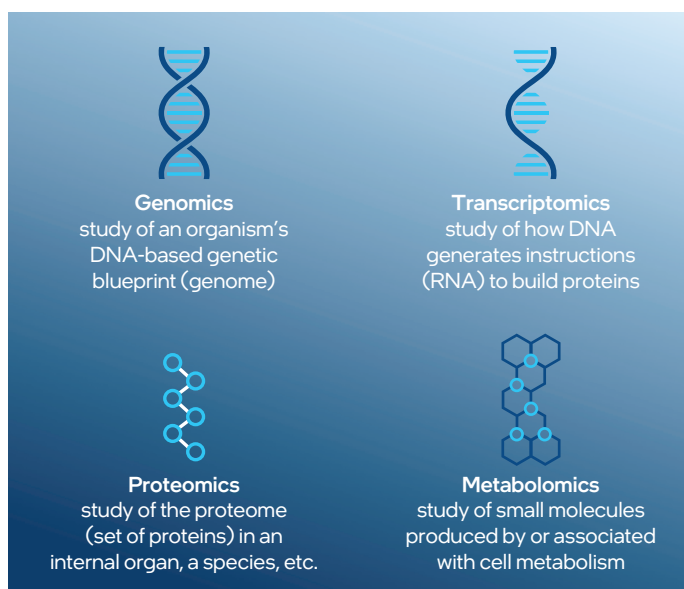 Genomics
study of an organism's
DNA-based genetic
blueprint (genome)
Transcriptomics
study of how DNA
generates instructions
(RNA) to build proteins
Proteomics
study of the proteome
(set of proteins) in an
internal organ, a species, etc.
Metabolomics
study of small molecules
produced by or associated
with cell metabolism